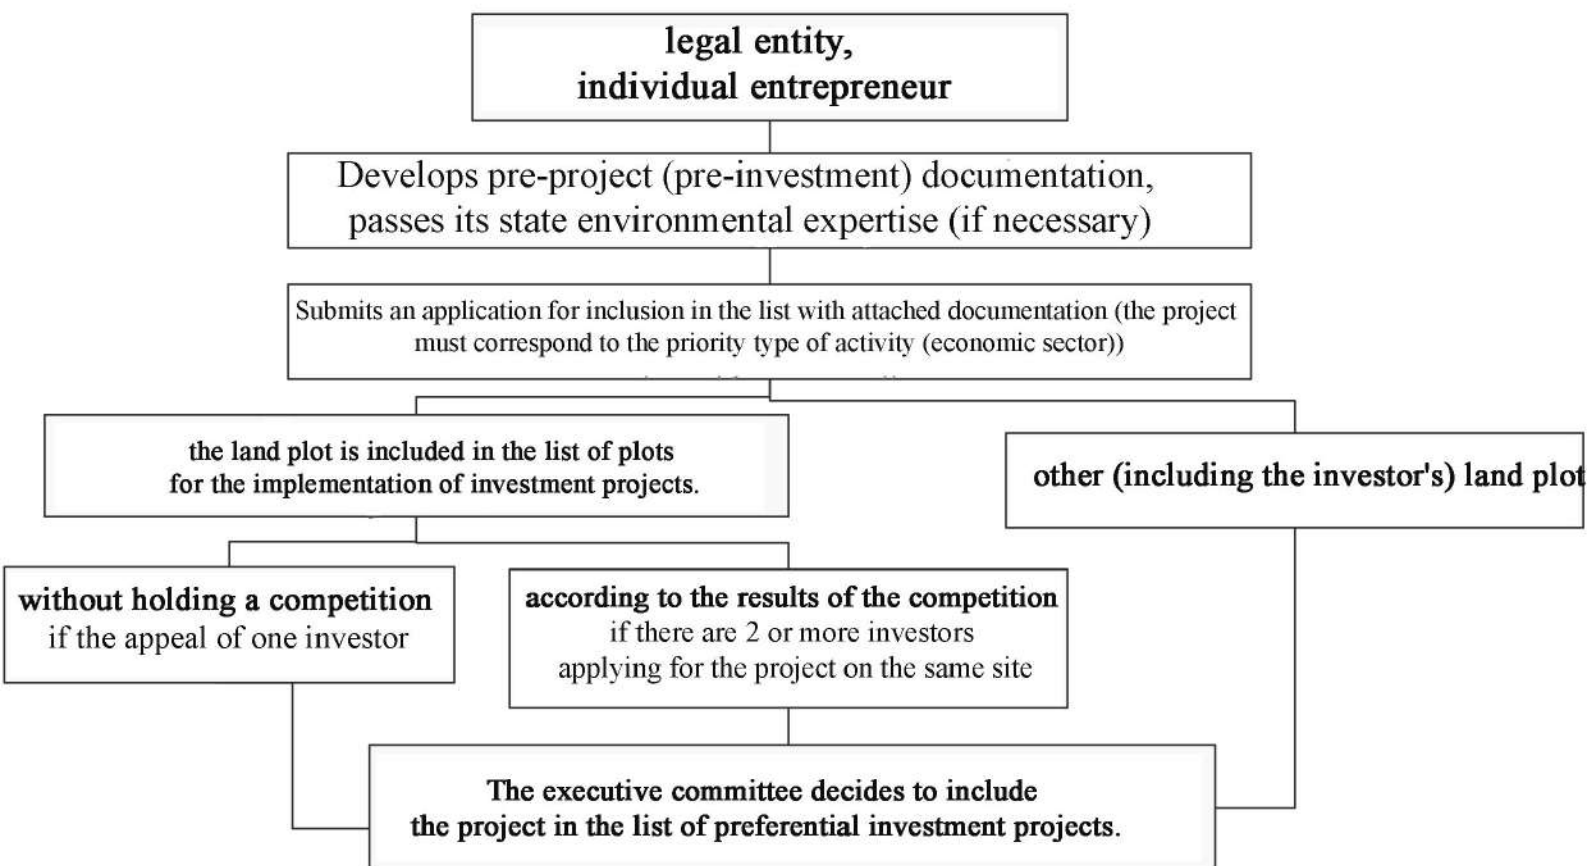 legal entity,
individual entrepreneur
Develops pre-project (pre-investment) documentation,
passes its state environmental expertise (if necessary)
Submits an application for inclusion in the list with attached documentation (the project
must correspond to the priority type of activity (economic sector))
the land plot is included in the list of plots
for the implementation of investment projects.
other (including the investor's) land plot
without holding a competition
if the appeal of one investor
according to the results of the competition
if there are 2 or more investors
applying for the project on the same site
The executive committee decides to include
the project in the list of preferential investment projects.